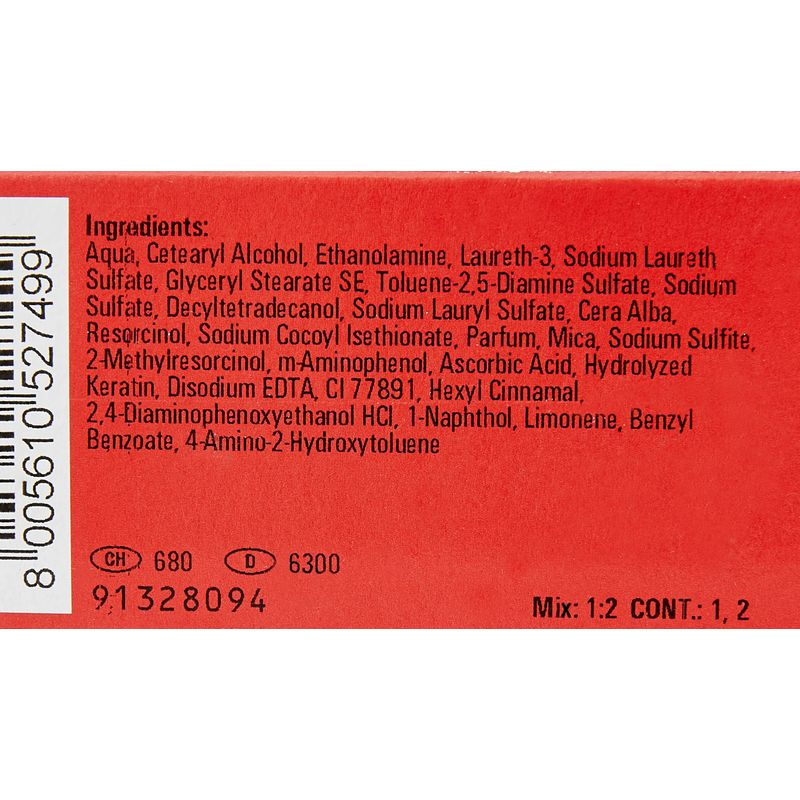 Ingredients:
Aqua, Cetearyl Alcohol, Ethanolamine, Laureth-3, Sodium Laureth
Sulfate, Glyceryl Stearate SE, Toluene-2,5-Diamine Sulfate, Sodium
Sulfate, Decyltetradecanol, Sodium Lauryl Sulfate, Cera Alba,
Resorcinol, Sodium Cocoyl Isethionate, Parfum, Mica, Sodium Sulfite,
2-Methylresorcinol, m-Aminophenol, Ascorbic Acid, Hydrolyzed
Keratin, Disodium EDTA, CI 77891, Hexyl Cinnamal,
2,4-Diaminophenoxyethanol HCl, 1-Naphthol, Limonene, Benzyl
Benzoate, 4-Amino-2-Hydroxytoluene
CH 680 D 6300
91328094
Mix: 1:2 CONT.: 1, 2
8 005610 527499